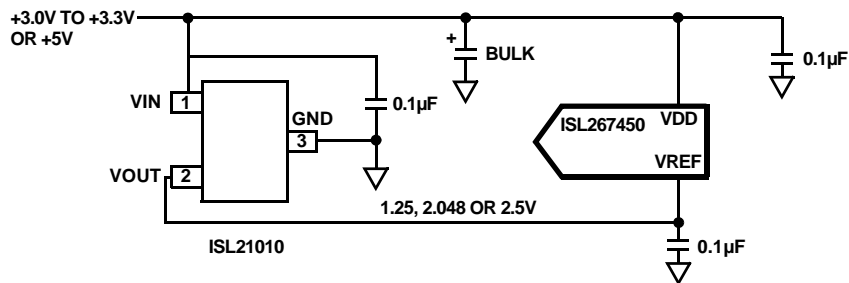 +3.0V TO +3.3V
OR +5V
+
BULK
0.1µF
VIN
1
0.1µF
GND
3
ISL267450
VDD
VREF
VOUT
2
1.25, 2.048 OR 2.5V
ISL21010
0.1µF